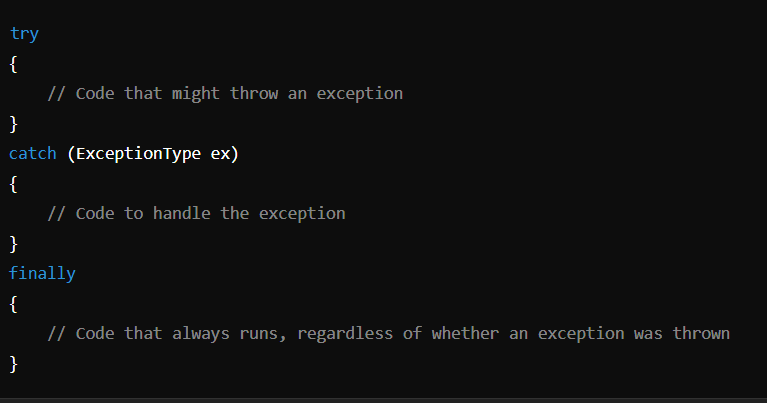 try
{
    // Code that might throw an exception
}
catch (ExceptionType ex)
{
    // Code to handle the exception
}
finally
{
    // Code that always runs, regardless of whether an exception was thrown
}